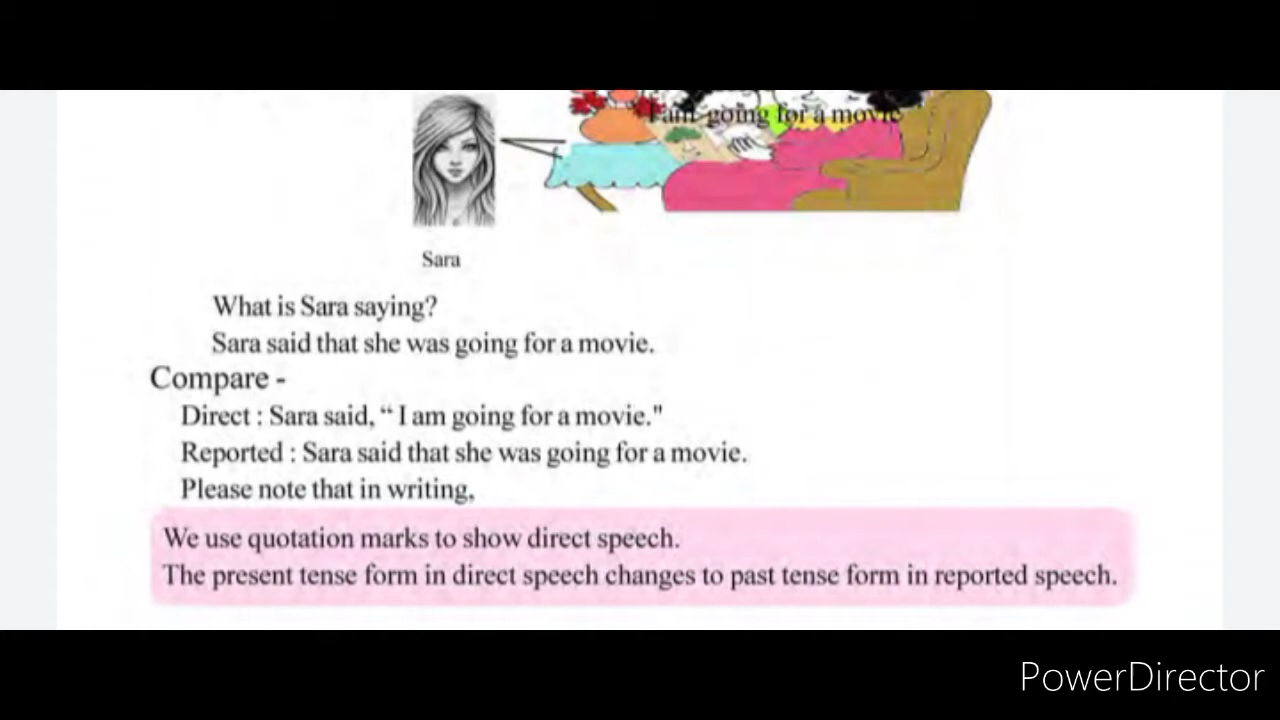 I am going for a movie
Sara
What is Sara saying?
Sara said that she was going for a movie.
Compare -
Direct : Sara said, “ I am going for a movie."
Reported : Sara said that she was going for a movie.
Please note that in writing,
We use quotation marks to show direct speech.
The present tense form in direct speech changes to past tense form in reported speech.
PowerDirector